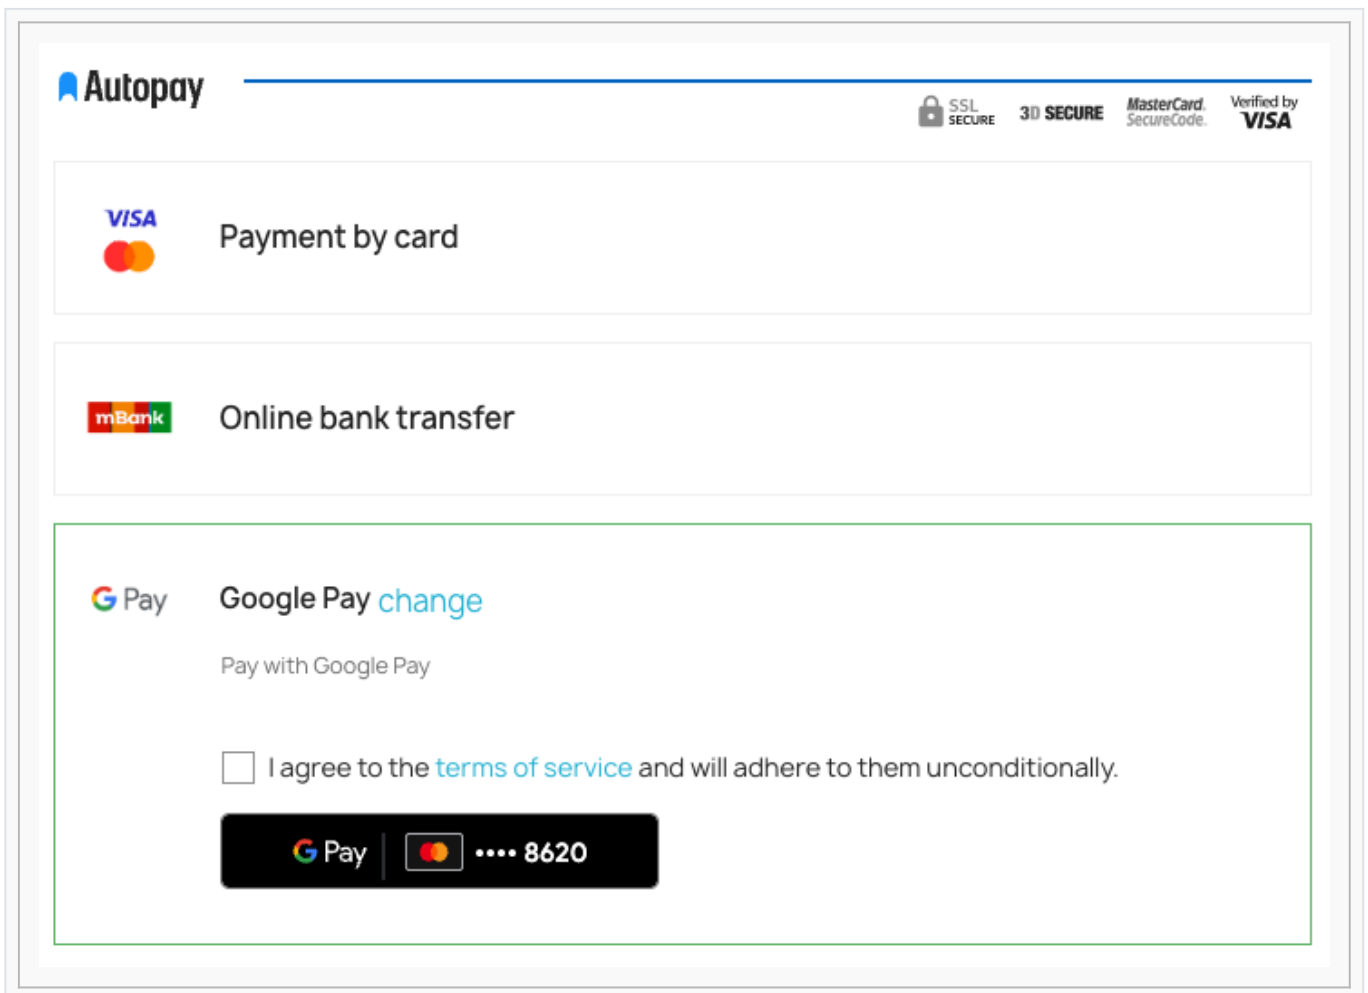 Autopay
SSL
SECURE
3D SECURE
MasterCard.
SecureCode.
Verified by
VISA
VISA
Payment by card
mBank
Online bank transfer
G Pay
Google Pay change
Pay with Google Pay
I agree to the terms of service and will adhere to them unconditionally.
G Pay •••• 8620